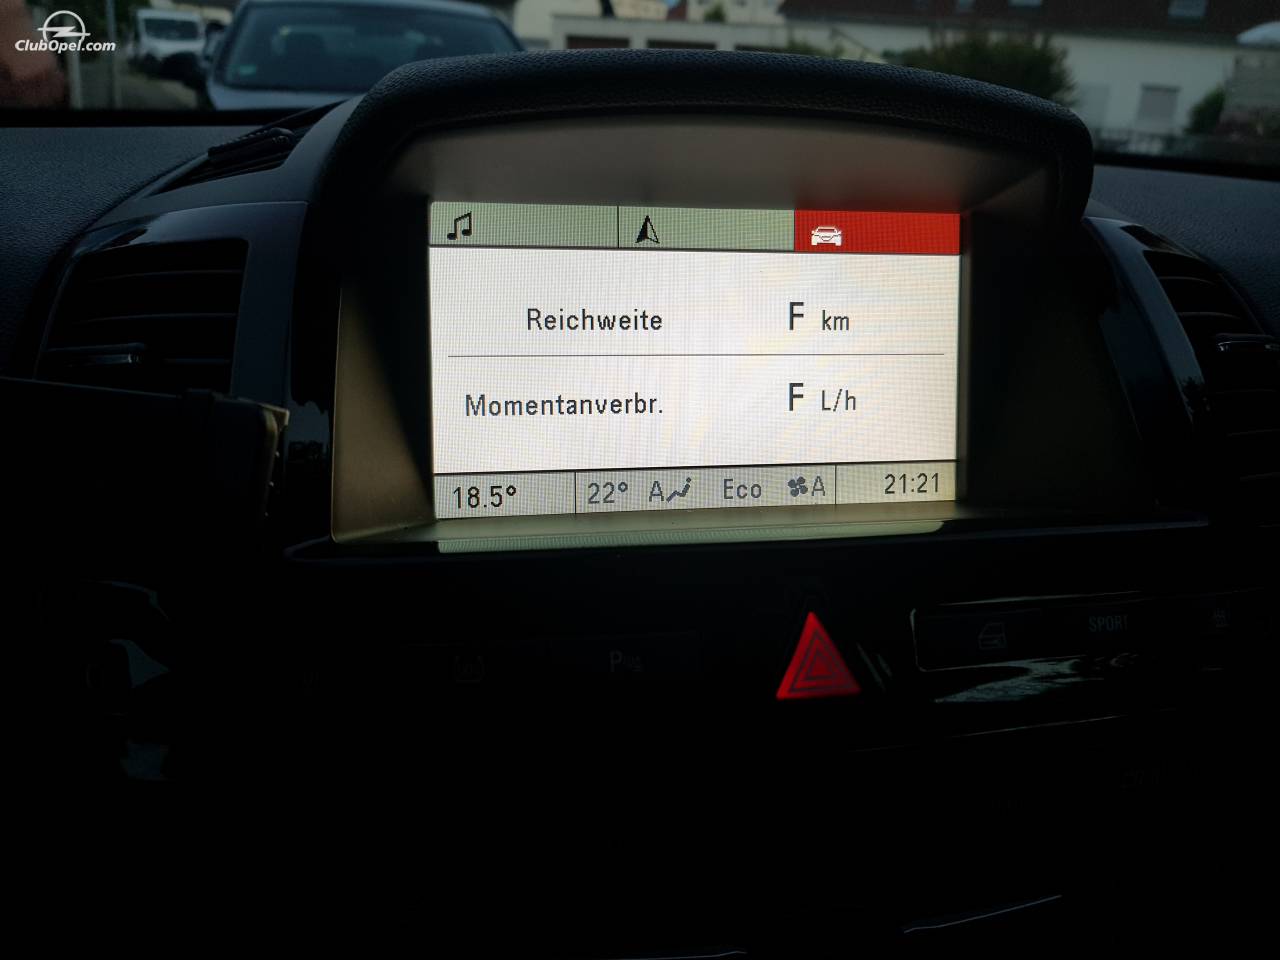 ClubOpel.com
Reichweite F km
Momentanverbr. F L/h
18.5° 22° A Eco A 21:21
P
SPORT